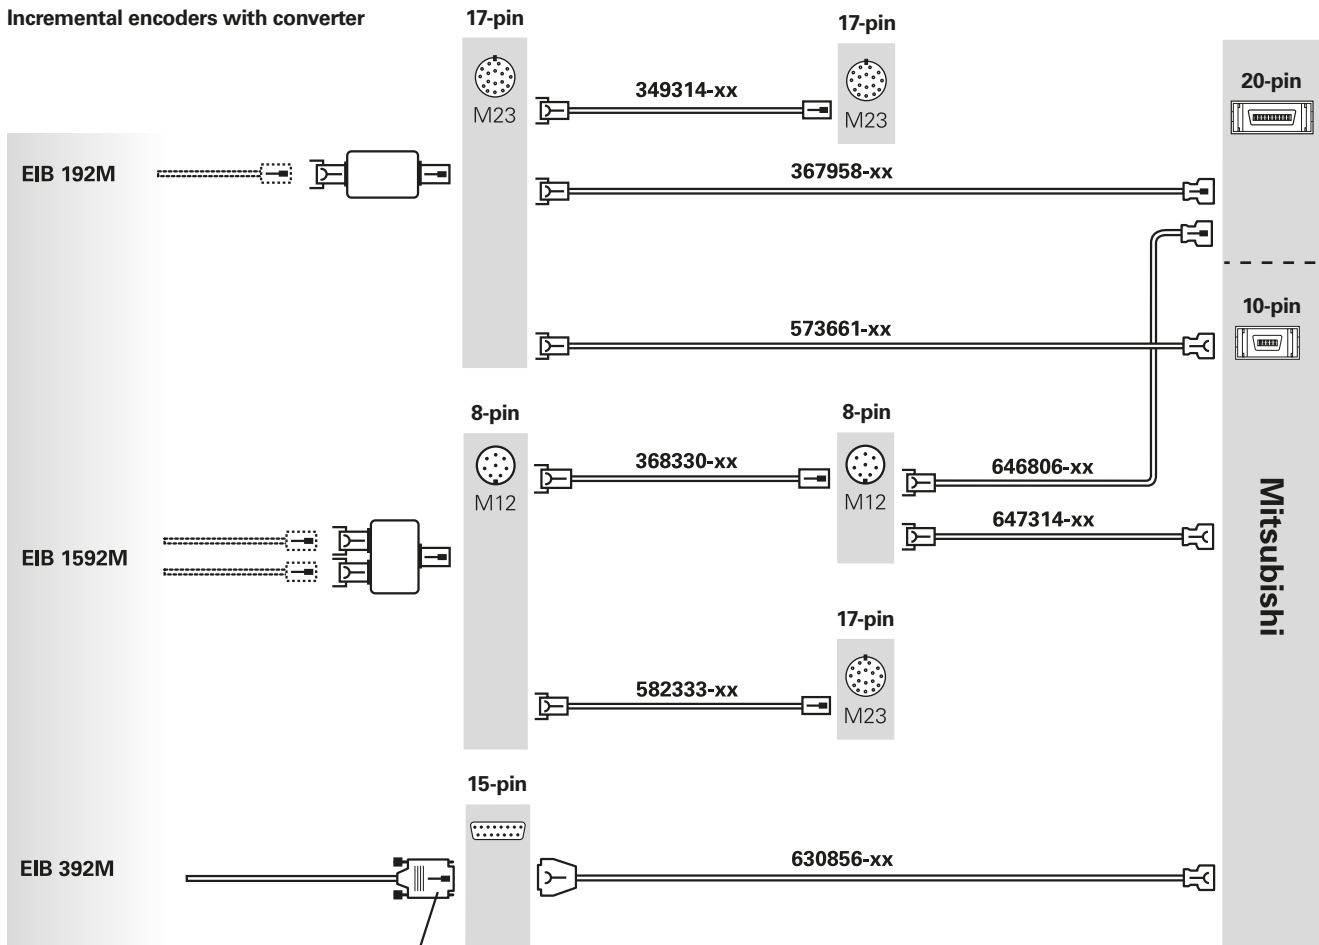 Incremental encoders with converter
17-pin
17-pin
M23
349314-xx
M23
20-pin
EIB 192M
367958-xx
10-pin
573661-xx
8-pin
8-pin
M12
368330-xx
M12
646806-xx
647314-xx
EIB 1592M
Mitsubishi
17-pin
582333-xx
M23
15-pin
EIB 392M
630856-xx